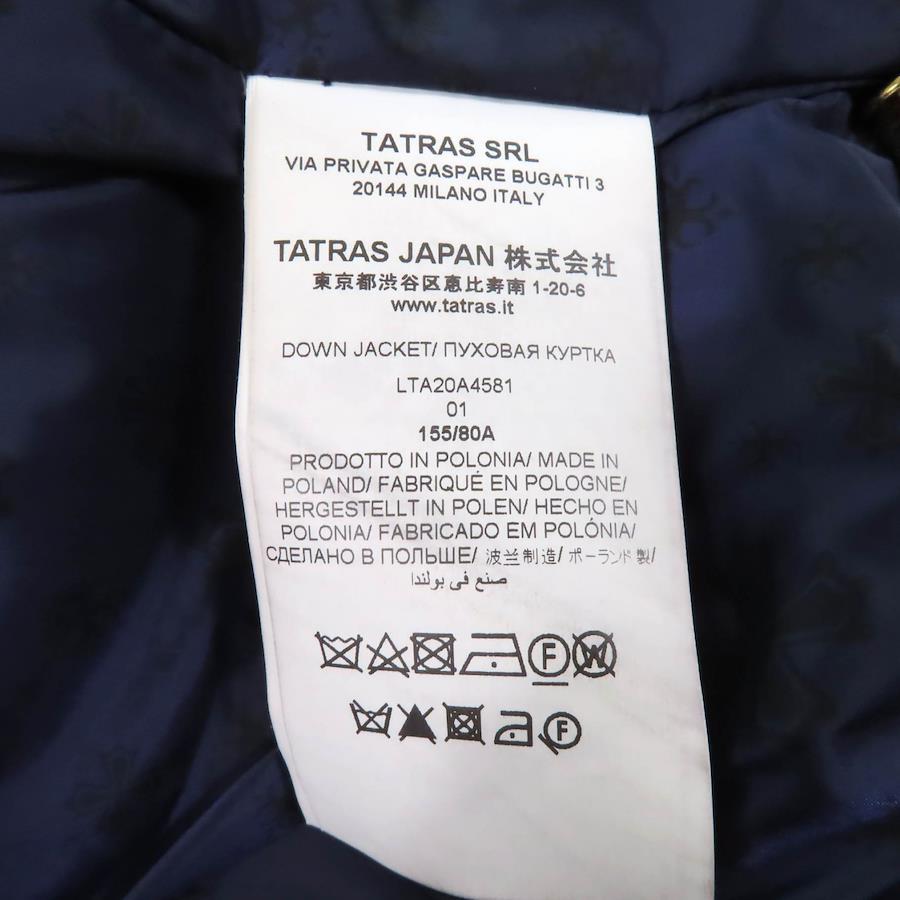 TATRAS SRL
VIA PRIVATA GASPARE BUGATTI 3
20144 MILANO ITALY
TATRAS JAPAN 株式会社
東京都渋谷区恵比寿南 1-20-6
www.tatras.it
DOWN JACKET/ ПУХОВАЯ КУРТКА
LTA20A4581
01
155/80A
PRODOTTO IN POLONIA/ MADE IN
POLAND/ FABRIQUÉ EN POLOGNE/
HERGESTELLT IN POLEN/ HECHO EN
POLONIA/ FABRICADO EM POLÓNIA/
СДЕЛАНО В ПОЛЬШЕ/ 波兰制造/ ポーランド製/
صنع في بولندا
F W
F